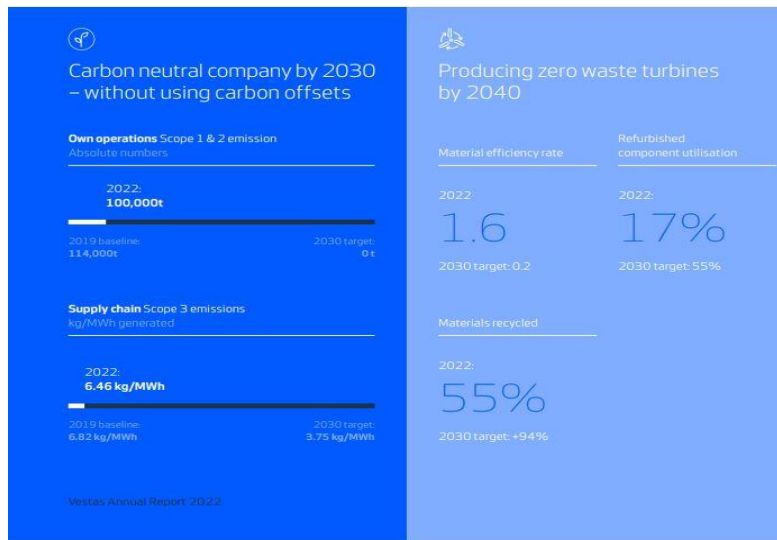 Carbon neutral company by 2030
– without using carbon offsets
Own operations Scope 1 & 2 emission
Absolute numbers
2022:
100,000t
2019 baseline:
114,000t
2030 target:
0 t
Supply chain Scope 3 emissions
kg/MWh generated
2022:
6.46 kg/MWh
2019 baseline:
6.82 kg/MWh
2030 target:
3.75 kg/MWh
Vestas Annual Report 2022
Producing zero waste turbines
by 2040
Material efficiency rate
2022
1.6
2030 target: 0.2
Refurbished
component utilisation
2022:
17%
2030 target: 55%
Materials recycled
2022:
55%
2030 target: +94%